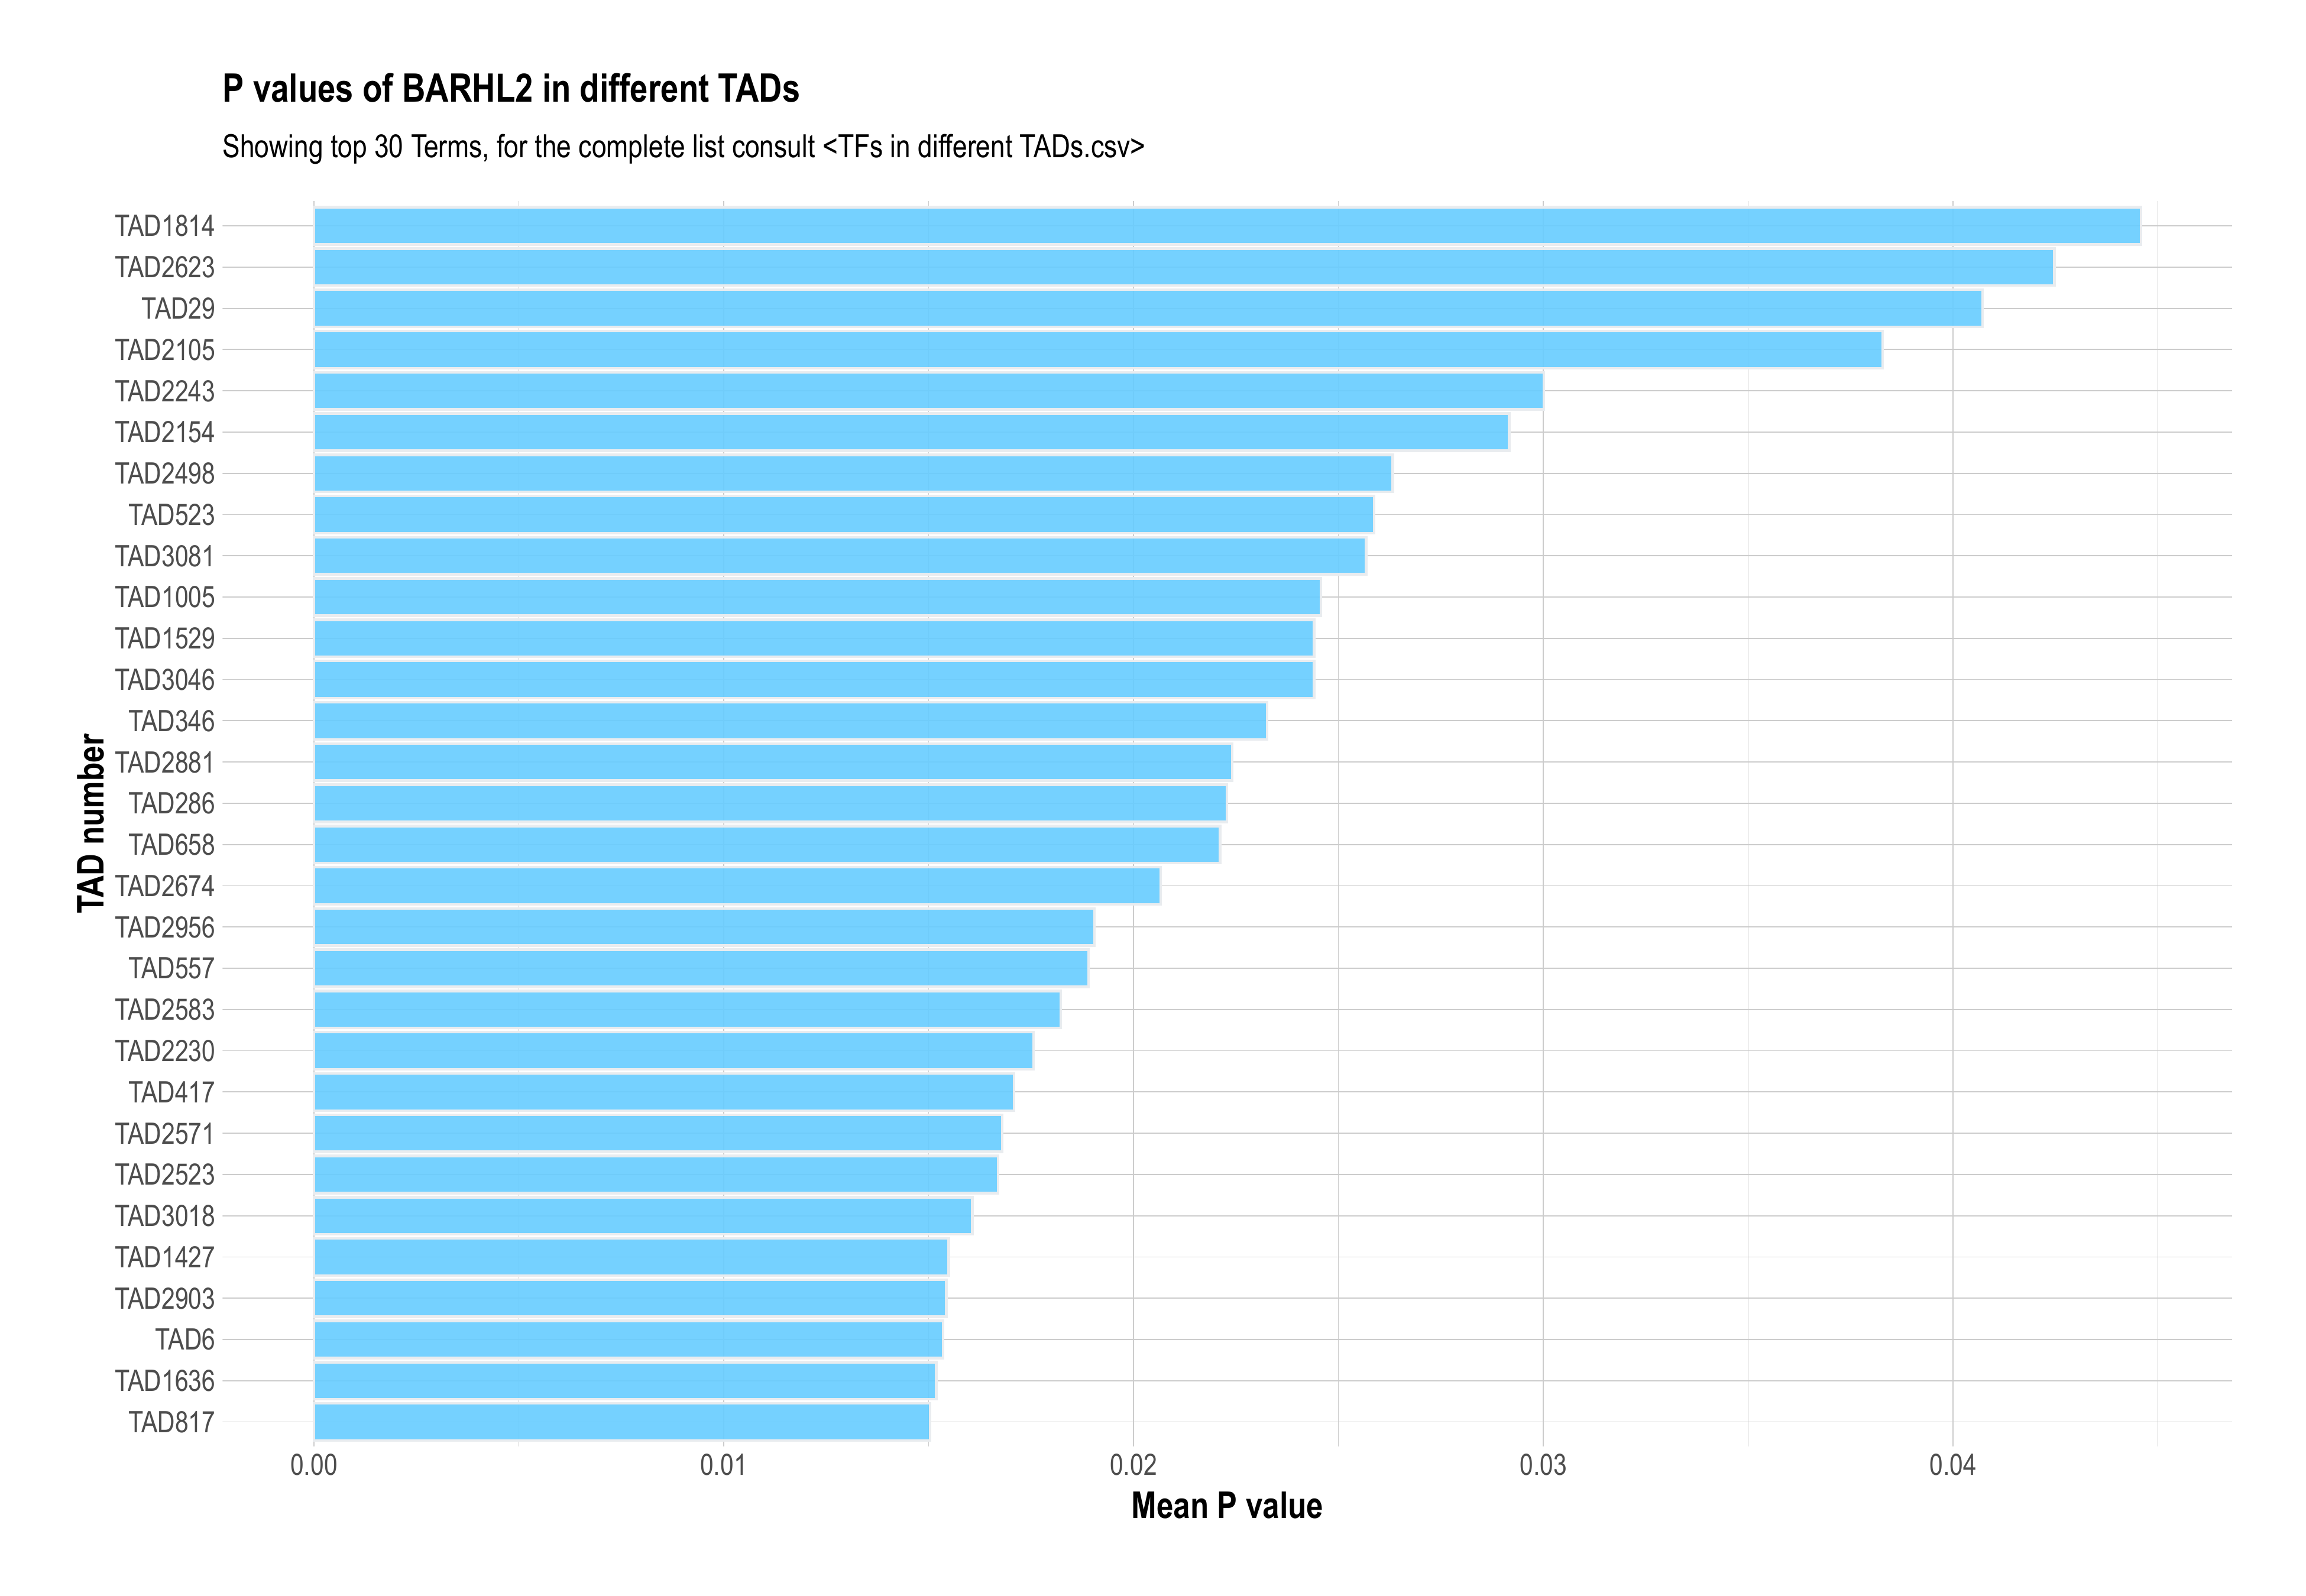 P values of BARHL2 in different TADs
Showing top 30 Terms, for the complete list consult <TFs in different TADs.csv>
TAD number
TAD1814
TAD2623
TAD29
TAD2105
TAD2243
TAD2154
TAD2498
TAD523
TAD3081
TAD1005
TAD1529
TAD3046
TAD346
TAD2881
TAD286
TAD658
TAD2674
TAD2956
TAD557
TAD2583
TAD2230
TAD417
TAD2571
TAD2523
TAD3018
TAD1427
TAD2903
TAD6
TAD1636
TAD817
0.00 0.01 0.02 0.03 0.04
Mean P value